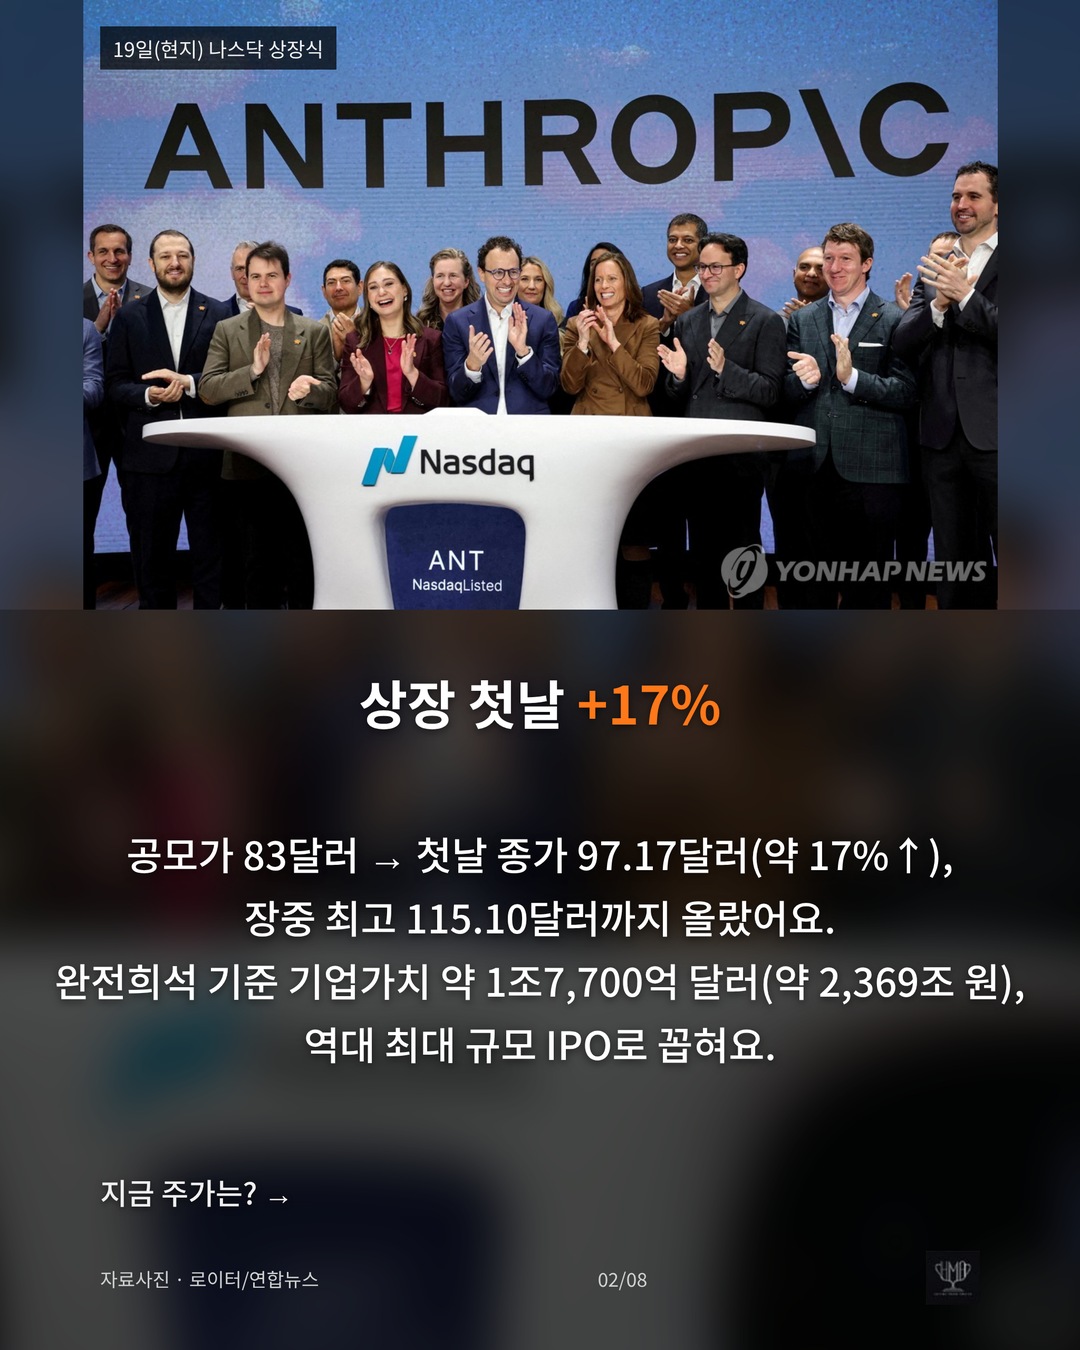 19일(현지) 나스닥 상장식
ANTHROP\C
Nasdaq
ANT
NasdaqListed
YONHAP NEWS
상장 첫날 +17%
공모가 83달러 → 첫날 종가 97.17달러(약 17%↑),
장중 최고 115.10달러까지 올랐어요.
완전희석 기준 기업가치 약 1조7,700억 달러(약 2,369조 원),
역대 최대 규모 IPO로 꼽혀요.
지금 주가는? →
자료사진 · 로이터/연합뉴스
02/08